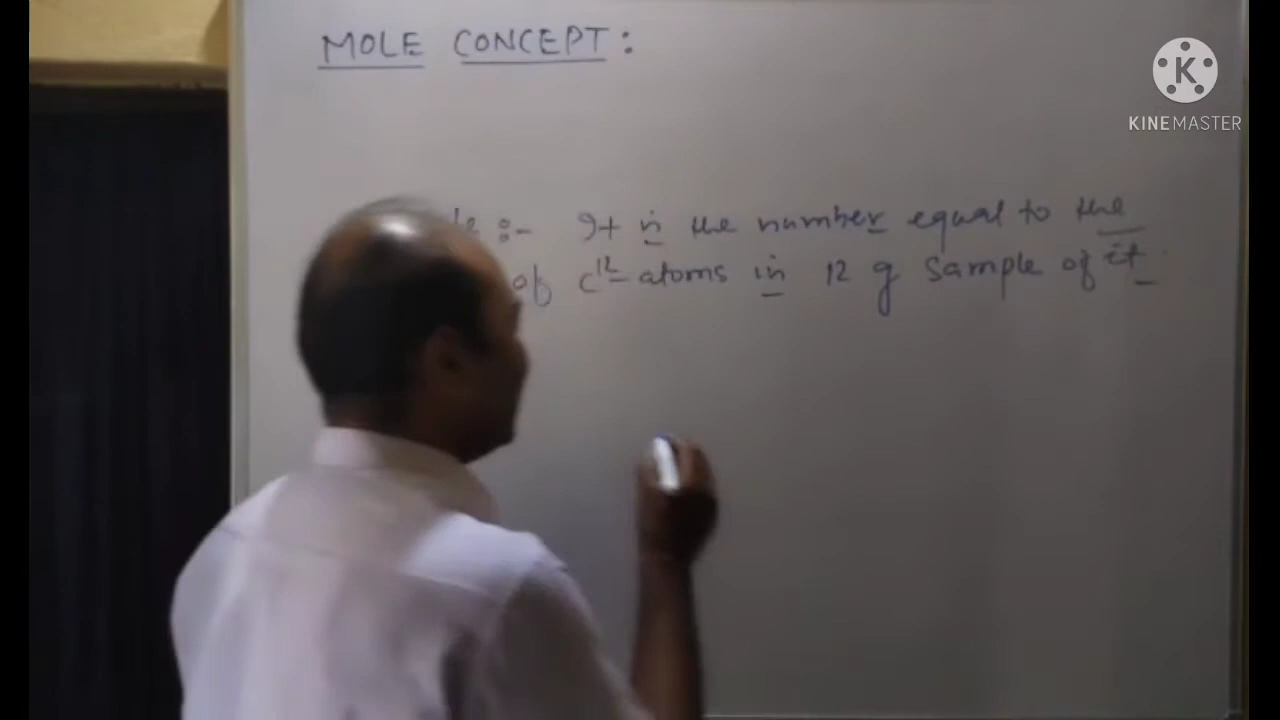 MOLE CONCEPT :
:- It is the number equal to the
of C12 atoms in 12 g sample of it
K
KINEMASTER